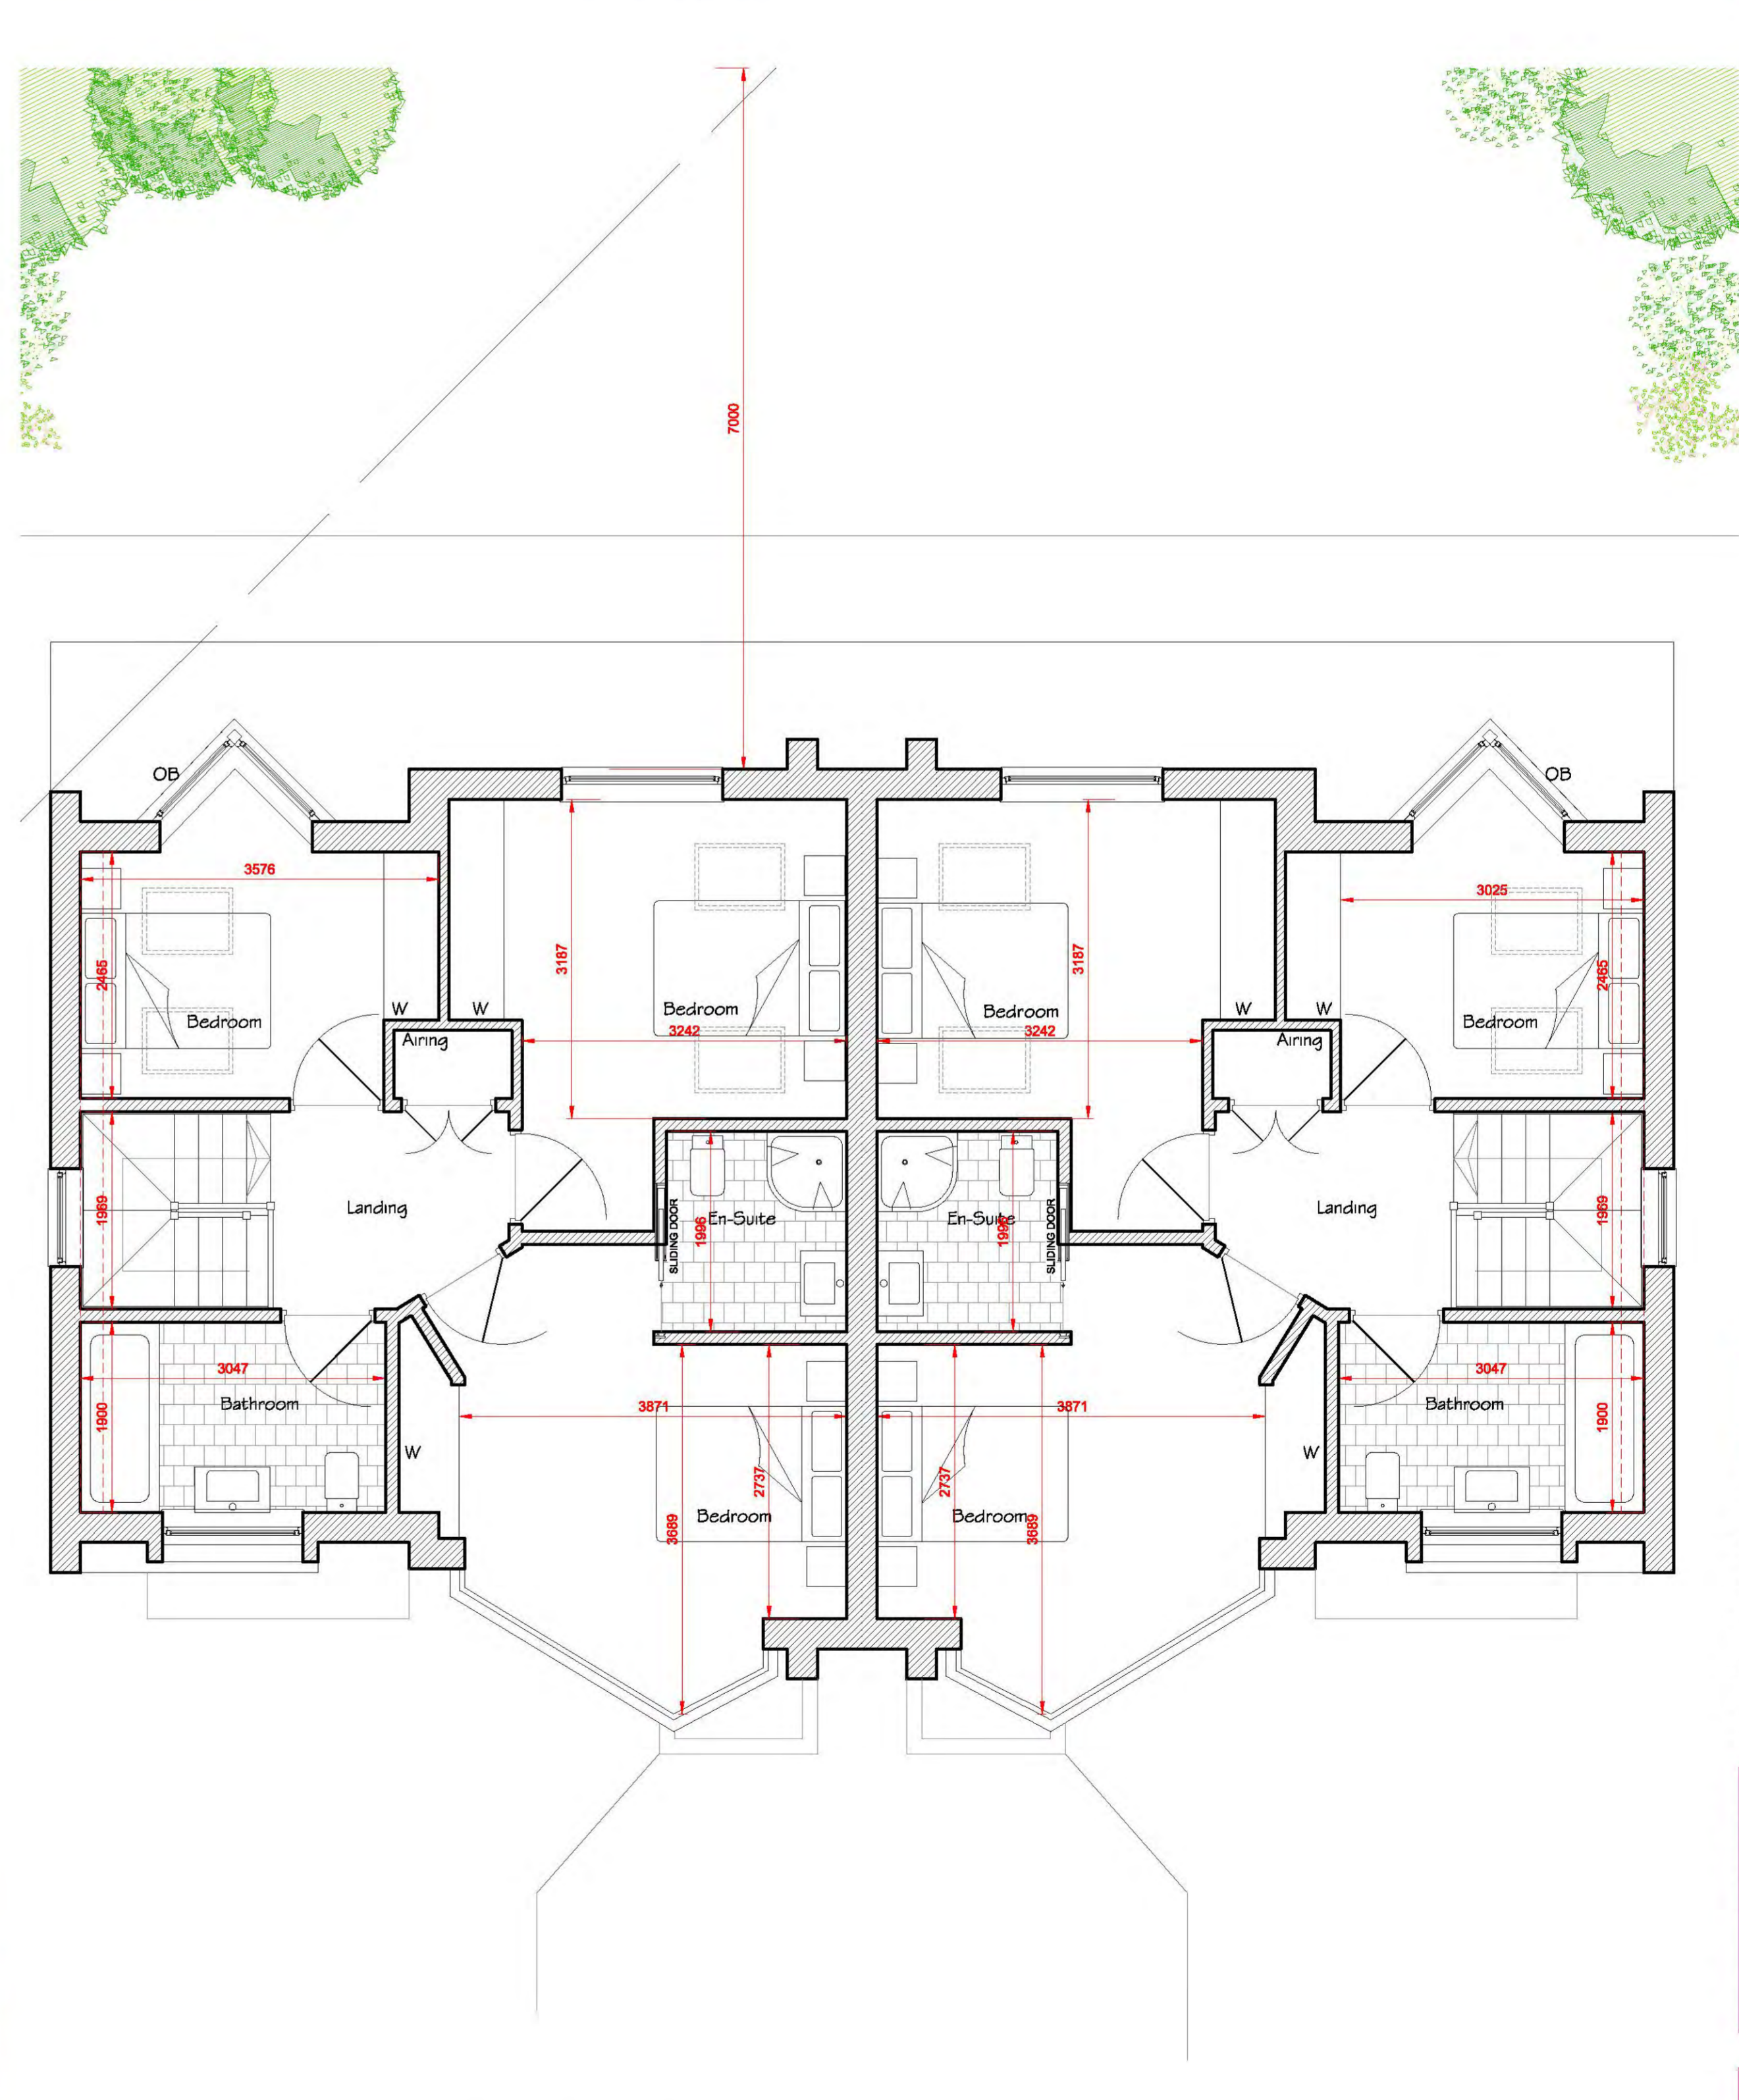 7000
OB
OB
3576
3025
2465
3187
3187
2465
W
W
Bedroom
Bedroom
W
W
Bedroom
Bedroom
Airing
3242
3242
Airing
1969
Landing
SLIDING DOOR
1996
En-Suite
En-Suite
1996
SLIDING DOOR
Landing
1969
3047
3047
1900
Bathroom
3871
3871
Bathroom
1900
W
W
2737
2737
3689
Bedroom
Bedroom
3689